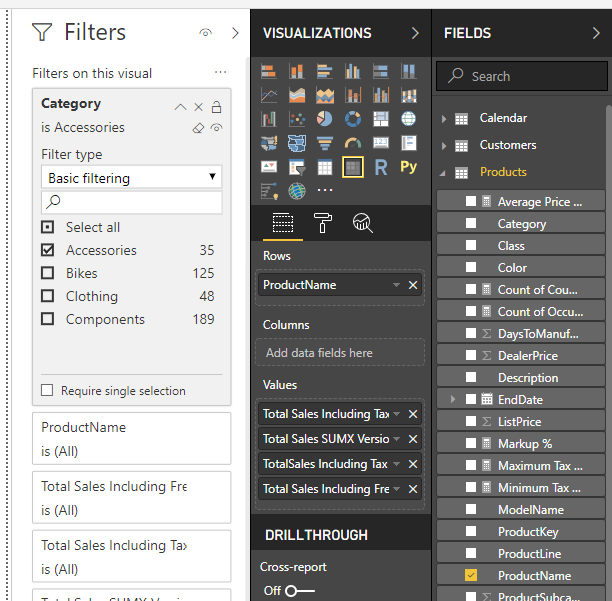 Filters
Filters on this visual
Category
is Accessories
Filter type
Basic filtering
Select all
Accessories 35
Bikes 125
Clothing 48
Components 189
Require single selection
ProductName
is (All)
Total Sales Including Fre
is (All)
Total Sales Including Tax
is (All)
VISUALIZATIONS
123
R
Py
Rows
ProductName
Columns
Add data fields here
Values
Total Sales Including Tax
Total Sales SUMX Versio
TotalSales Including Tax
Total Sales Including Fre
DRILLTHROUGH
Cross-report
Off
FIELDS
Search
Calendar
Customers
Products
Average Price ...
Category
Class
Color
Count of Cou...
Count of Occu...
DaysToManuf...
DealerPrice
Description
EndDate
ListPrice
Markup %
Maximum Tax ...
Minimum Tax ...
ModelName
ProductKey
ProductLine
ProductName
ProductSubca...